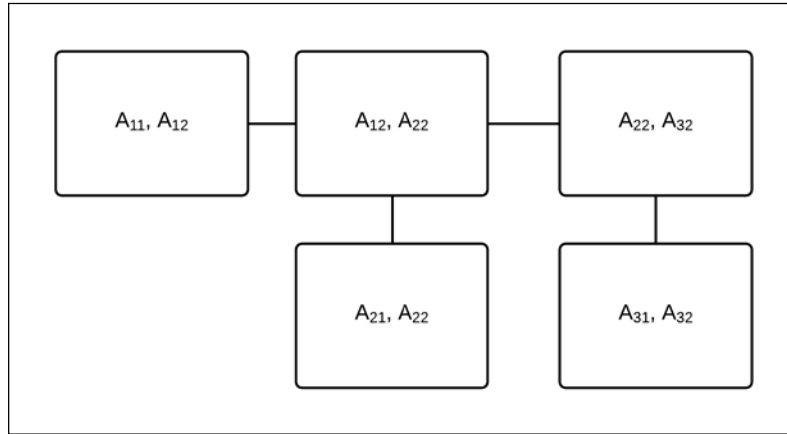 A₁₁, A₁₂
A₁₂, A₂₂
A₂₂, A₃₂
A₂₁, A₂₂
A₃₁, A₃₂